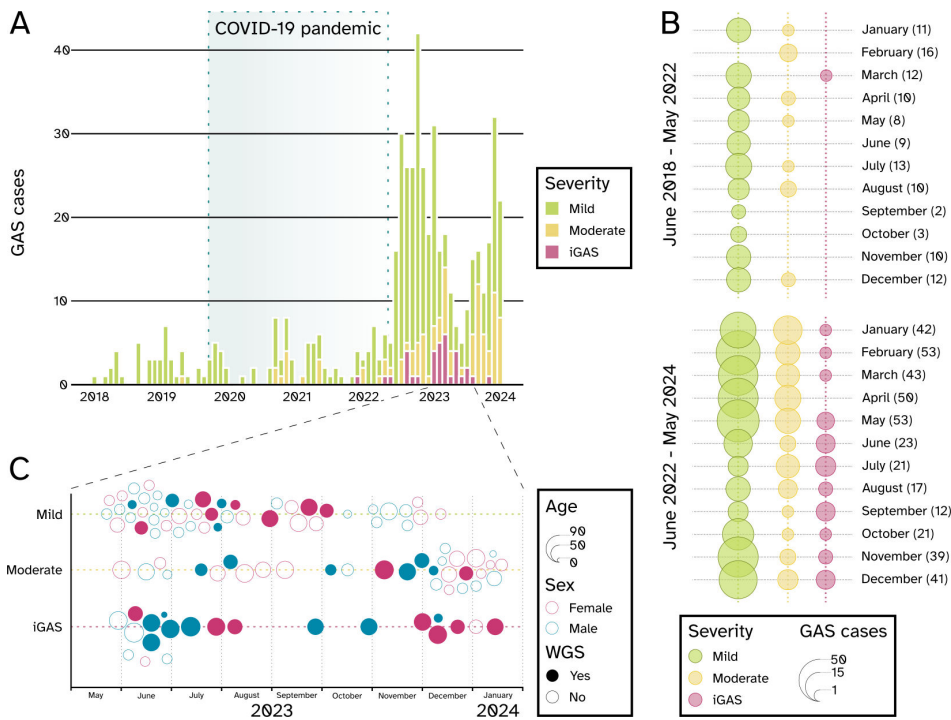 A
COVID-19 pandemic
GAS cases
40
30
20
10
0
2018
2019
2020
2021
2022
2023
2024
Severity
Mild
Moderate
iGAS
B
June 2018 - May 2022
January (11)
February (16)
March (12)
April (10)
May (8)
June (9)
July (13)
August (10)
September (2)
October (3)
November (10)
December (12)
June 2022 - May 2024
January (42)
February (53)
March (43)
April (50)
May (53)
June (23)
July (21)
August (17)
September (12)
October (21)
November (39)
December (41)
Severity
Mild
Moderate
iGAS
GAS cases
50
15
1
C
Mild
Moderate
iGAS
May
June
July
August
September
October
November
December
January
2023
2024
Age
90
50
0
Sex
Female
Male
WGS
Yes
No